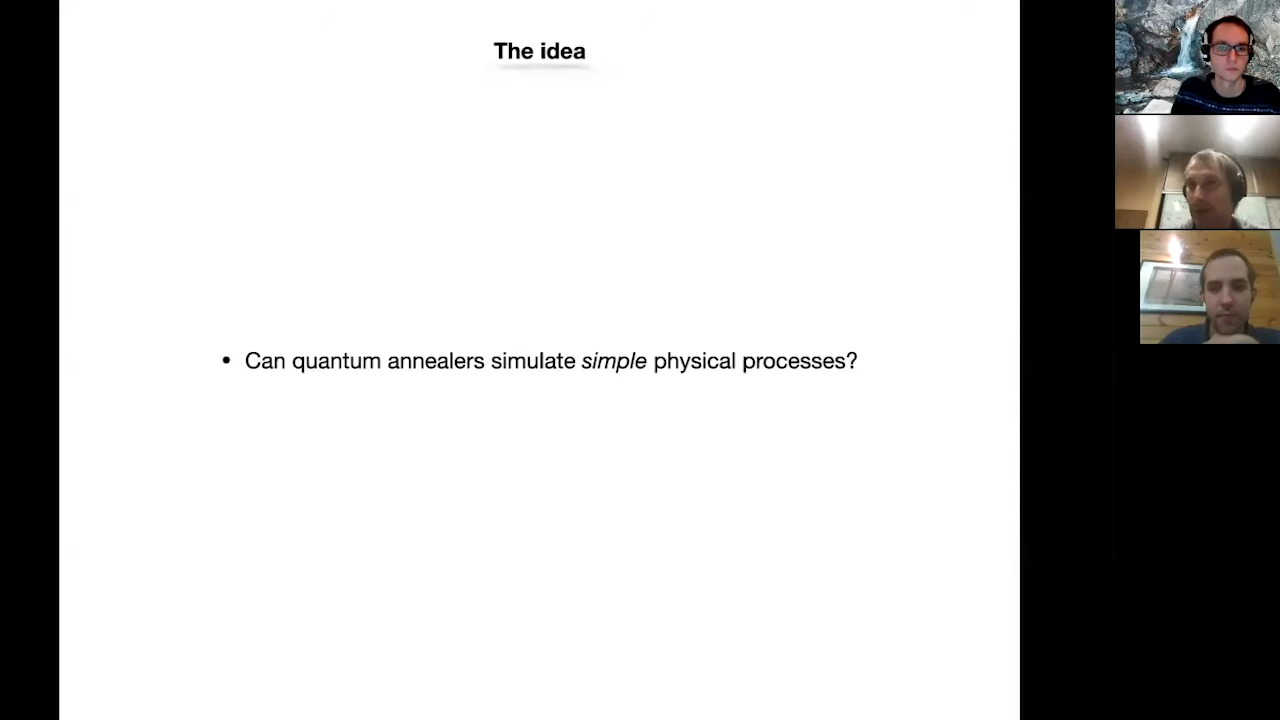 The idea
• Can quantum annealers simulate simple physical processes?